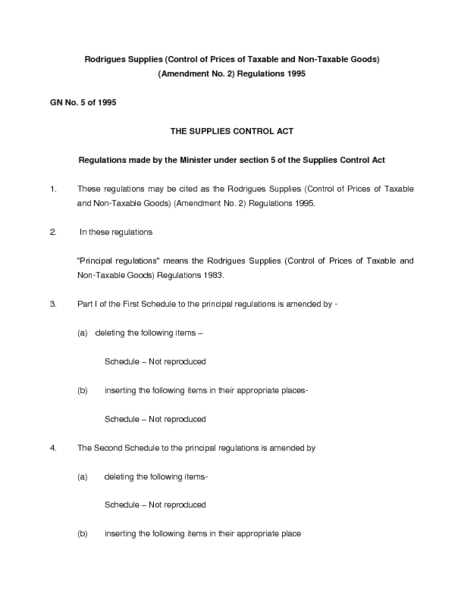 Rodrigues Supplies (Control of Prices of Taxable and Non-Taxable Goods)
(Amendment No. 2) Regulations 1995
GN No. 5 of 1995
THE SUPPLIES CONTROL ACT
Regulations made by the Minister under section 5 of the Supplies Control Act
1. These regulations may be cited as the Rodrigues Supplies (Control of Prices of Taxable
and Non-Taxable Goods) (Amendment No. 2) Regulations 1995.
2. In these regulations
"Principal regulations" means the Rodrigues Supplies (Control of Prices of Taxable and
Non-Taxable Goods) Regulations 1983.
3. Part I of the First Schedule to the principal regulations is amended by -
(a) deleting the following items –
Schedule – Not reproduced
(b) inserting the following items in their appropriate places-
Schedule – Not reproduced
4. The Second Schedule to the principal regulations is amended by
(a) deleting the following items-
Schedule – Not reproduced
(b) inserting the following items in their appropriate place